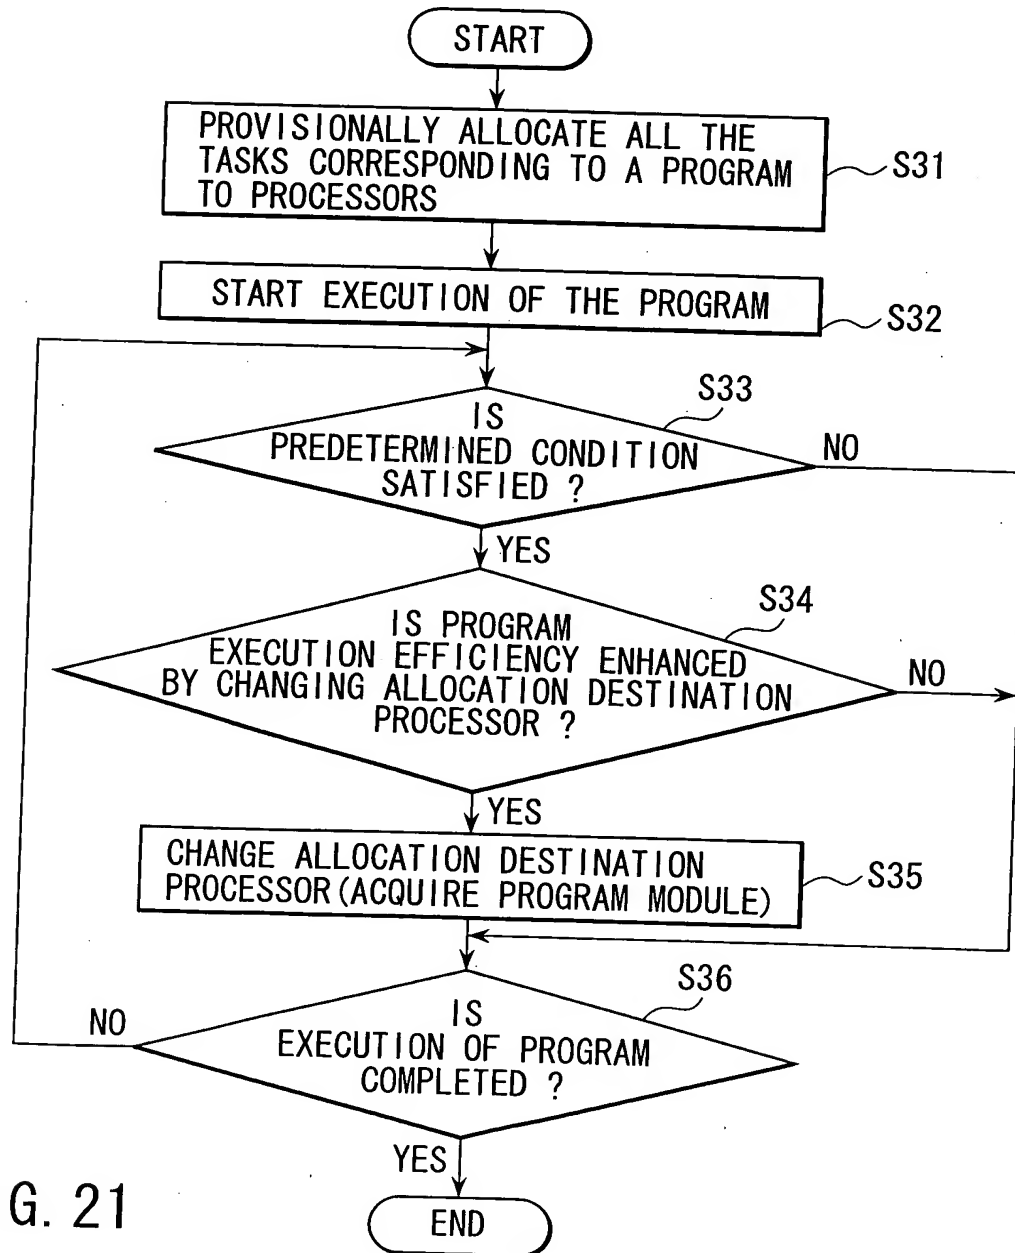 START
PROVISIONALLY ALLOCATE ALL THE
TASKS CORRESPONDING TO A PROGRAM
TO PROCESSORS
S31
START EXECUTION OF THE PROGRAM
S32
S33
IS
PREDETERMINED CONDITION
SATISFIED ?
NO
YES
S34
IS PROGRAM
EXECUTION EFFICIENCY ENHANCED
BY CHANGING ALLOCATION DESTINATION
PROCESSOR ?
NO
YES
CHANGE ALLOCATION DESTINATION
PROCESSOR(ACQUIRE PROGRAM MODULE)
S35
S36
NO
IS
EXECUTION OF PROGRAM
COMPLETED ?
YES
END
G. 21